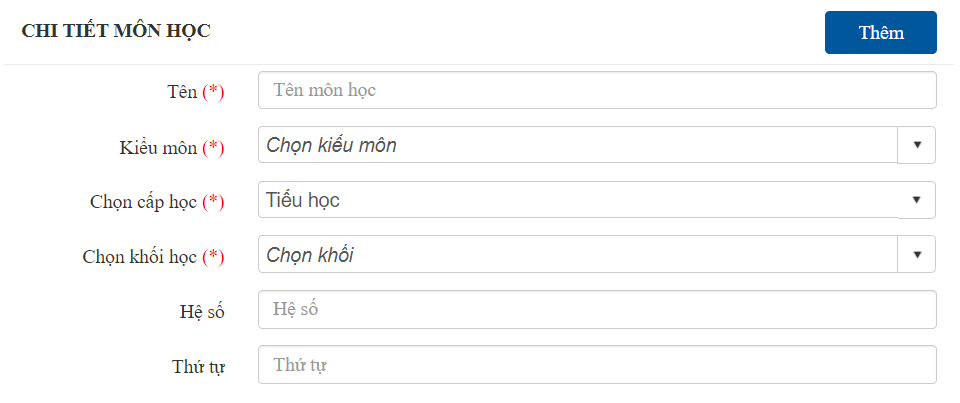 CHI TIẾT MÔN HỌC
Thêm
Tên (*) Tên môn học
Kiểu môn (*) Chọn kiểu môn
Chọn cấp học (*) Tiểu học
Chọn khối học (*) Chọn khối
Hệ số Hệ số
Thứ tự Thứ tự